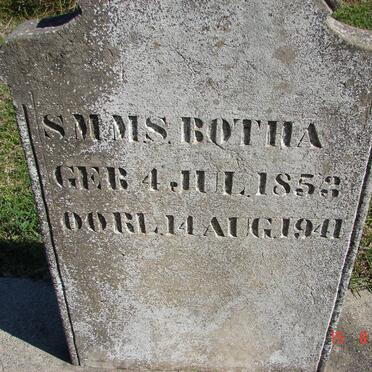 S.M.M.S. BOTHA
GEB 4 JUL 1853
OORL 14 AUG 1941